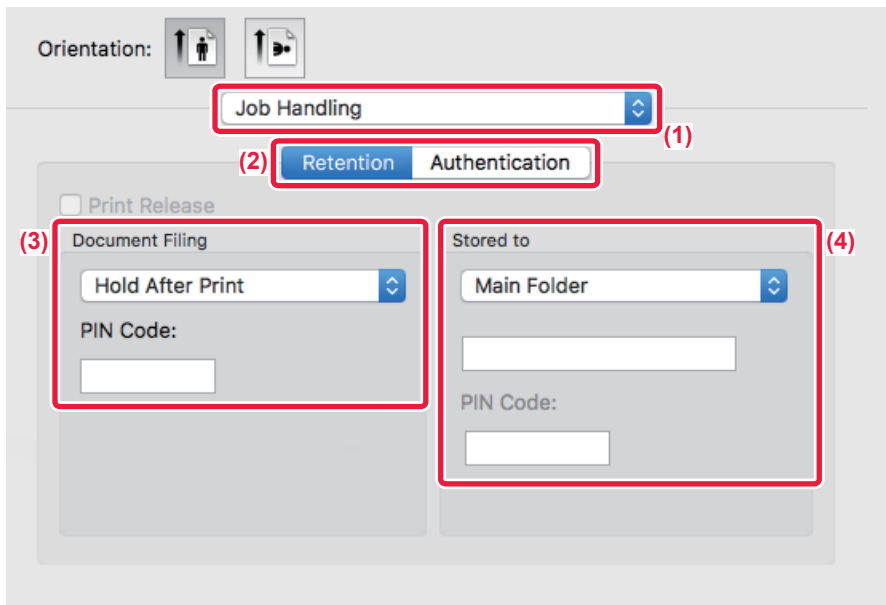 Orientation:
Job Handling
(1)
(2)
Retention
Authentication
Print Release
(3)
Document Filing
Hold After Print
PIN Code:
Stored to
(4)
Main Folder
PIN Code: